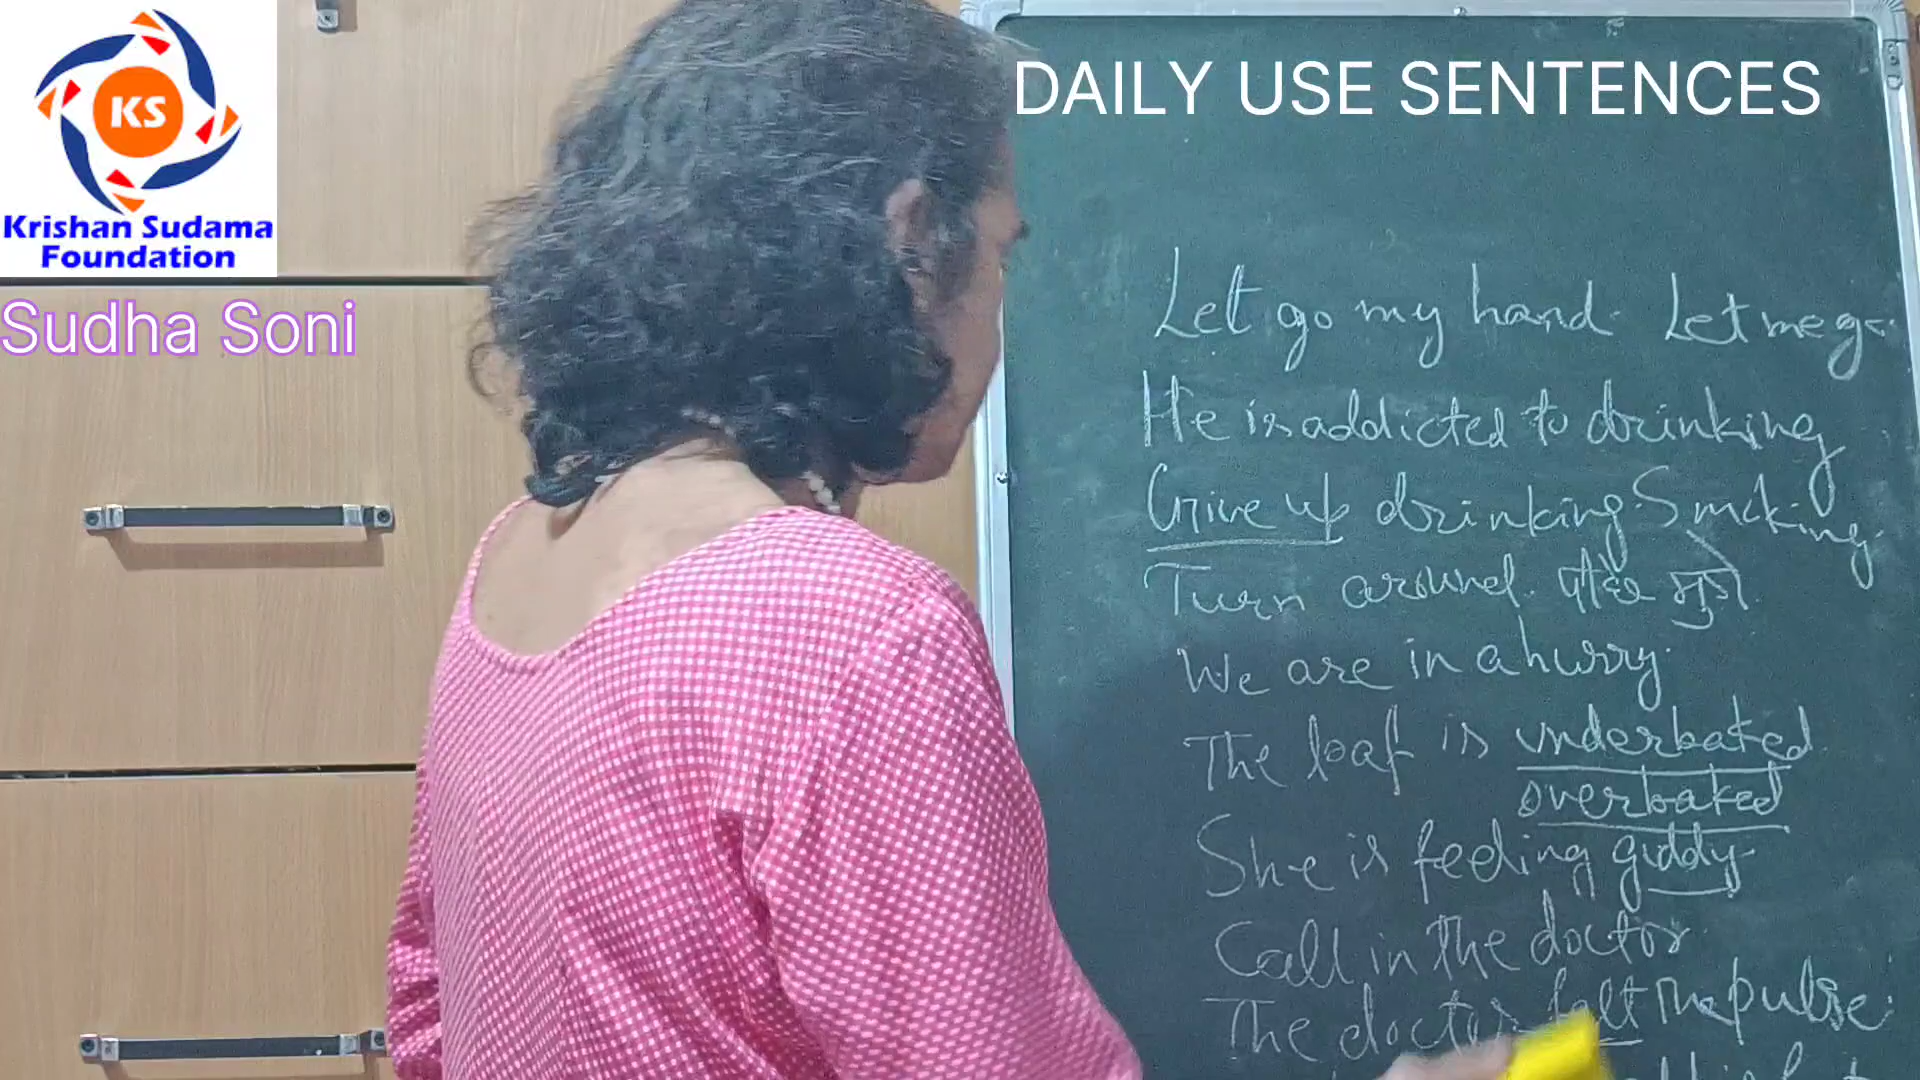 KS
Krishan Sudama
Foundation
Sudha Soni
DAILY USE SENTENCES
Let go my hand. Let me go.
He is addicted to drinking
Give up drinking. Smoking.
Turn around. पीछे मुड़ो.
We are in a hurry.
The loaf is underbaked
overbaked
She is feeling giddy.
Call in the doctor.
The doctor felt the pulse.